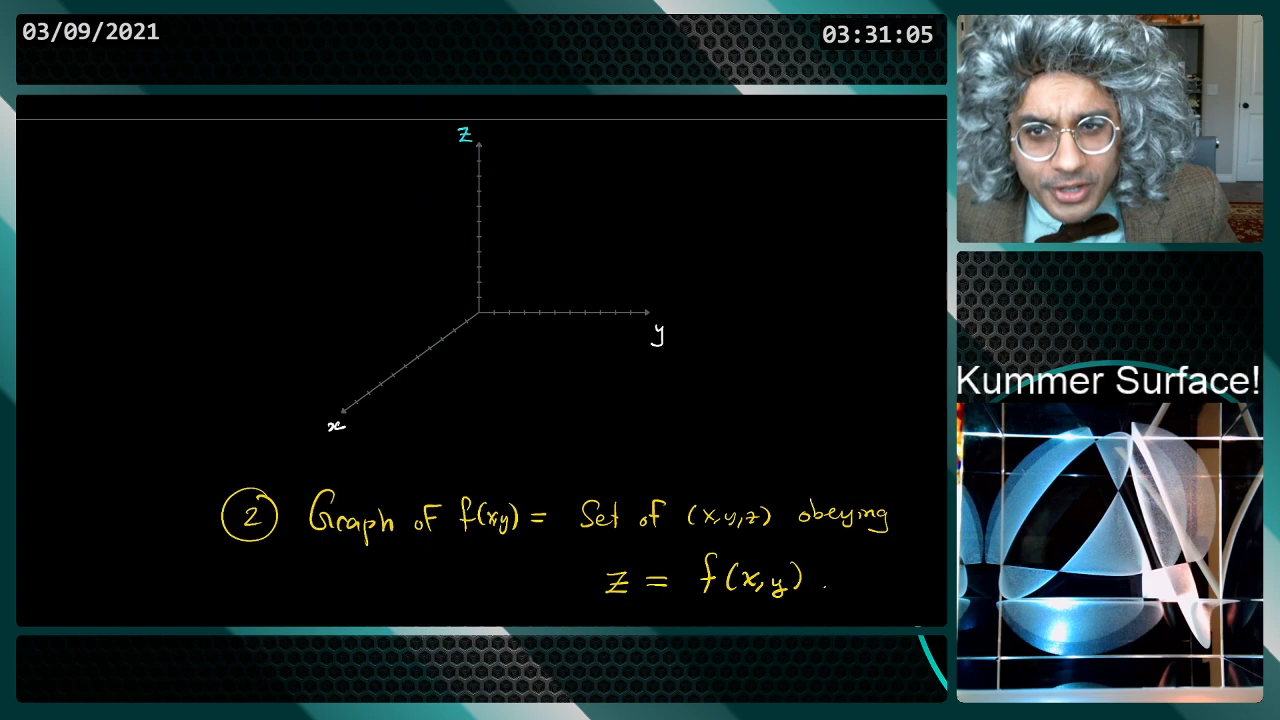 03/09/2021
03:31:05
z
y
x
2 Graph of f(x,y) = Set of (x,y,z) obeying
z = f(x,y).
Kummer Surface!